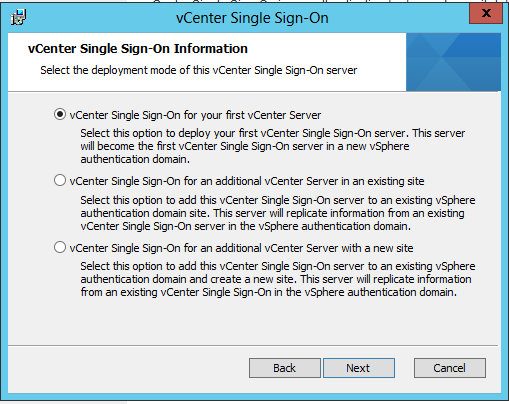 vCenter Single Sign-On
x
vCenter Single Sign-On Information
Select the deployment mode of this vCenter Single Sign-On server
vCenter Single Sign-On for your first vCenter Server
Select this option to deploy your first vCenter Single Sign-On server. This server
will become the first vCenter Single Sign-On server in a new vSphere
authentication domain.
vCenter Single Sign-On for an additional vCenter Server in an existing site
Select this option to add this vCenter Single Sign-On server to an existing vSphere
authentication domain site. This server will replicate information from an existing
vCenter Single Sign-On server in the vSphere authentication domain.
vCenter Single Sign-On for an additional vCenter Server with a new site
Select this option to add this vCenter Single Sign-On server to an existing vSphere
authentication domain and create a new site. This server will replicate information
from an existing vCenter Single Sign-On in the vSphere authentication domain.
Back
Next
Cancel